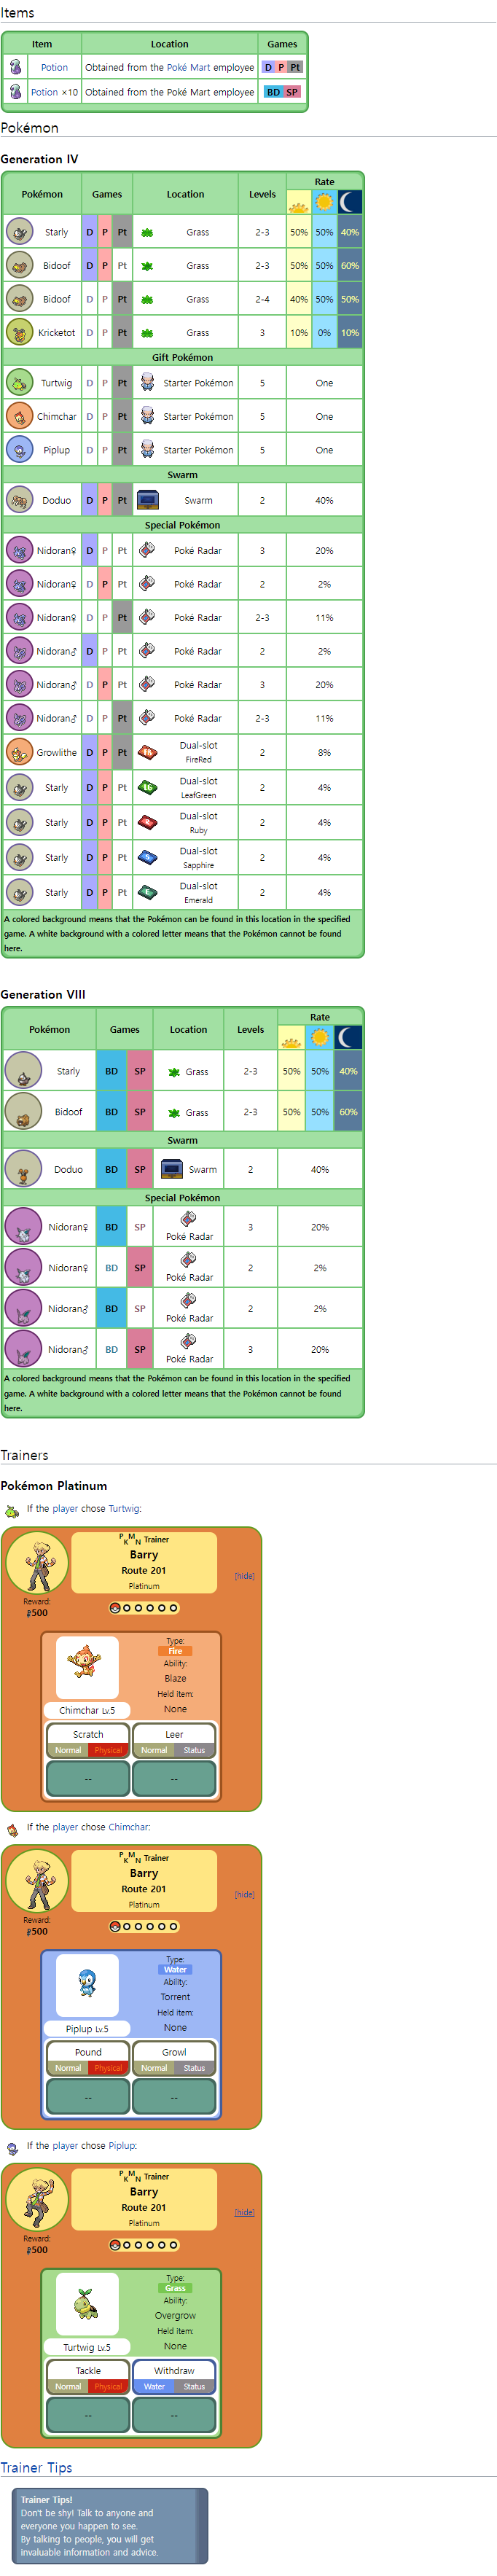 Items
Item Location Games
Potion Obtained from the Poké Mart employee D P Pt
Potion ×10 Obtained from the Poké Mart employee BD SP
Pokémon
Generation IV
Pokémon Games Location Levels Rate
Starly D P Pt Grass 2-3 50% 50% 40%
Bidoof D P Pt Grass 2-3 50% 50% 60%
Bidoof D P Pt Grass 2-4 40% 50% 50%
Kricketot D P Pt Grass 3 10% 0% 10%
Gift Pokémon
Turtwig D P Pt Starter Pokémon 5 One
Chimchar D P Pt Starter Pokémon 5 One
Piplup D P Pt Starter Pokémon 5 One
Swarm
Doduo D P Pt Swarm 2 40%
Special Pokémon
Nidoran♀ D P Pt Poké Radar 3 20%
Nidoran♀ D P Pt Poké Radar 2 2%
Nidoran♀ D P Pt Poké Radar 2-3 11%
Nidoran♂ D P Pt Poké Radar 2 2%
Nidoran♂ D P Pt Poké Radar 3 20%
Nidoran♂ D P Pt Poké Radar 2-3 11%
Growlithe D P Pt FR Dual-slot 2 8%
FireRed
Starly D P Pt LG Dual-slot 2 4%
LeafGreen
Starly D P Pt R Dual-slot 2 4%
Ruby
Starly D P Pt S Dual-slot 2 4%
Sapphire
Starly D P Pt E Dual-slot 2 4%
Emerald
A colored background means that the Pokémon can be found in this location in the specified
game. A white background with a colored letter means that the Pokémon cannot be found
here.
Generation VIII
Pokémon Games Location Levels Rate
Starly BD SP Grass 2-3 50% 50% 40%
Bidoof BD SP Grass 2-3 50% 50% 60%
Swarm
Doduo BD SP Swarm 2 40%
Special Pokémon
Nidoran♀ BD SP Poké Radar 3 20%
Nidoran♀ BD SP Poké Radar 2 2%
Nidoran♂ BD SP Poké Radar 2 2%
Nidoran♂ BD SP Poké Radar 3 20%
A colored background means that the Pokémon can be found in this location in the specified
game. A white background with a colored letter means that the Pokémon cannot be found
here.
Trainers
Pokémon Platinum
If the player chose Turtwig:
PKMN Trainer
Barry
Route 201
Platinum
[hide]
Reward:
₽500
Type:
Fire
Ability:
Blaze
Held item:
None
Chimchar Lv.5
Scratch Leer
Normal Physical Normal Status
-- --
If the player chose Chimchar:
PKMN Trainer
Barry
Route 201
Platinum
[hide]
Reward:
₽500
Type:
Water
Ability:
Torrent
Held item:
None
Piplup Lv.5
Pound Growl
Normal Physical Normal Status
-- --
If the player chose Piplup:
PKMN Trainer
Barry
Route 201
Platinum
[hide]
Reward:
₽500
Type:
Grass
Ability:
Overgrow
Held item:
None
Turtwig Lv.5
Tackle Withdraw
Normal Physical Water Status
-- --
Trainer Tips
Trainer Tips!
Don't be shy! Talk to anyone and
everyone you happen to see.
By talking to people, you will get
invaluable information and advice.